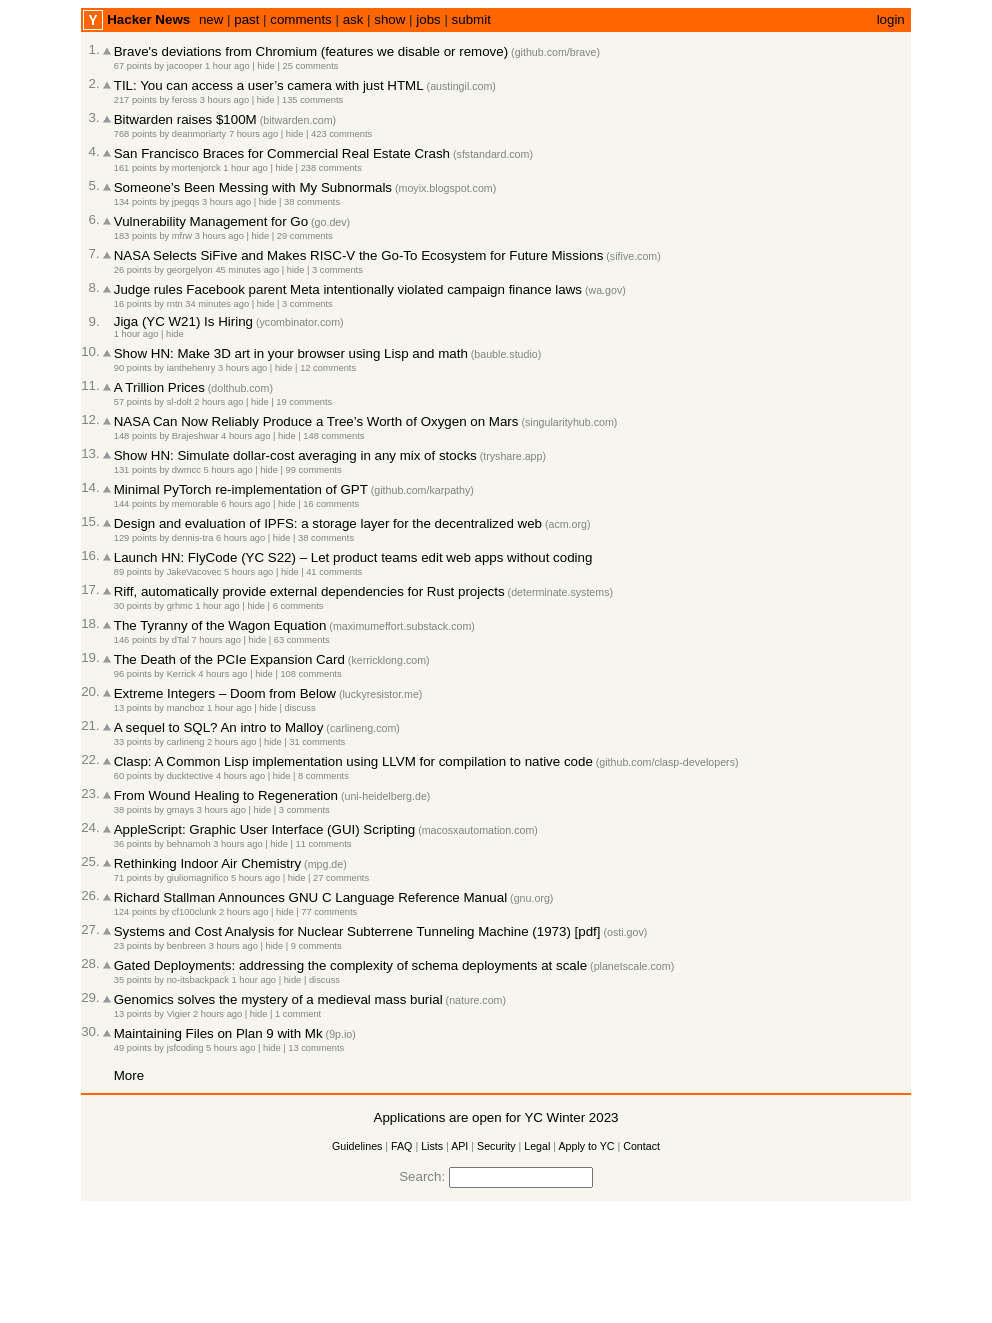 Y Hacker News new | past | comments | ask | show | jobs | submit login
1. Brave's deviations from Chromium (features we disable or remove) (github.com/brave)
67 points by jacooper 1 hour ago | hide | 25 comments
2. TIL: You can access a user’s camera with just HTML (austingil.com)
217 points by feross 3 hours ago | hide | 135 comments
3. Bitwarden raises $100M (bitwarden.com)
768 points by deanmoriarty 7 hours ago | hide | 423 comments
4. San Francisco Braces for Commercial Real Estate Crash (sfstandard.com)
161 points by mortenjorck 1 hour ago | hide | 238 comments
5. Someone’s Been Messing with My Subnormals (moyix.blogspot.com)
134 points by jpegqs 3 hours ago | hide | 38 comments
6. Vulnerability Management for Go (go.dev)
183 points by mfrw 3 hours ago | hide | 29 comments
7. NASA Selects SiFive and Makes RISC-V the Go-To Ecosystem for Future Missions (sifive.com)
26 points by georgelyon 45 minutes ago | hide | 3 comments
8. Judge rules Facebook parent Meta intentionally violated campaign finance laws (wa.gov)
16 points by mtn 34 minutes ago | hide | 3 comments
9. Jiga (YC W21) Is Hiring (ycombinator.com)
1 hour ago | hide
10. Show HN: Make 3D art in your browser using Lisp and math (bauble.studio)
90 points by ianthehenry 3 hours ago | hide | 12 comments
11. A Trillion Prices (dolthub.com)
57 points by sl-dolt 2 hours ago | hide | 19 comments
12. NASA Can Now Reliably Produce a Tree’s Worth of Oxygen on Mars (singularityhub.com)
148 points by Brajeshwar 4 hours ago | hide | 148 comments
13. Show HN: Simulate dollar-cost averaging in any mix of stocks (tryshare.app)
131 points by dwmcc 5 hours ago | hide | 99 comments
14. Minimal PyTorch re-implementation of GPT (github.com/karpathy)
144 points by memorable 6 hours ago | hide | 16 comments
15. Design and evaluation of IPFS: a storage layer for the decentralized web (acm.org)
129 points by dennis-tra 6 hours ago | hide | 38 comments
16. Launch HN: FlyCode (YC S22) – Let product teams edit web apps without coding
89 points by JakeVacovec 5 hours ago | hide | 41 comments
17. Riff, automatically provide external dependencies for Rust projects (determinate.systems)
30 points by grhmc 1 hour ago | hide | 6 comments
18. The Tyranny of the Wagon Equation (maximumeffort.substack.com)
146 points by dTal 7 hours ago | hide | 63 comments
19. The Death of the PCIe Expansion Card (kerricklong.com)
96 points by Kerrick 4 hours ago | hide | 108 comments
20. Extreme Integers – Doom from Below (luckyresistor.me)
13 points by manchoz 1 hour ago | hide | discuss
21. A sequel to SQL? An intro to Malloy (carlineng.com)
33 points by carlineng 2 hours ago | hide | 31 comments
22. Clasp: A Common Lisp implementation using LLVM for compilation to native code (github.com/clasp-developers)
60 points by ducktective 4 hours ago | hide | 8 comments
23. From Wound Healing to Regeneration (uni-heidelberg.de)
38 points by gmays 3 hours ago | hide | 3 comments
24. AppleScript: Graphic User Interface (GUI) Scripting (macosxautomation.com)
36 points by behnamoh 3 hours ago | hide | 11 comments
25. Rethinking Indoor Air Chemistry (mpg.de)
71 points by giuliomagnifico 5 hours ago | hide | 27 comments
26. Richard Stallman Announces GNU C Language Reference Manual (gnu.org)
124 points by cf100clunk 2 hours ago | hide | 77 comments
27. Systems and Cost Analysis for Nuclear Subterrene Tunneling Machine (1973) [pdf] (osti.gov)
23 points by benbreen 3 hours ago | hide | 9 comments
28. Gated Deployments: addressing the complexity of schema deployments at scale (planetscale.com)
35 points by no-itsbackpack 1 hour ago | hide | discuss
29. Genomics solves the mystery of a medieval mass burial (nature.com)
13 points by Vigier 2 hours ago | hide | 1 comment
30. Maintaining Files on Plan 9 with Mk (9p.io)
49 points by jsfcoding 5 hours ago | hide | 13 comments
More
Applications are open for YC Winter 2023
Guidelines | FAQ | Lists | API | Security | Legal | Apply to YC | Contact
Search: